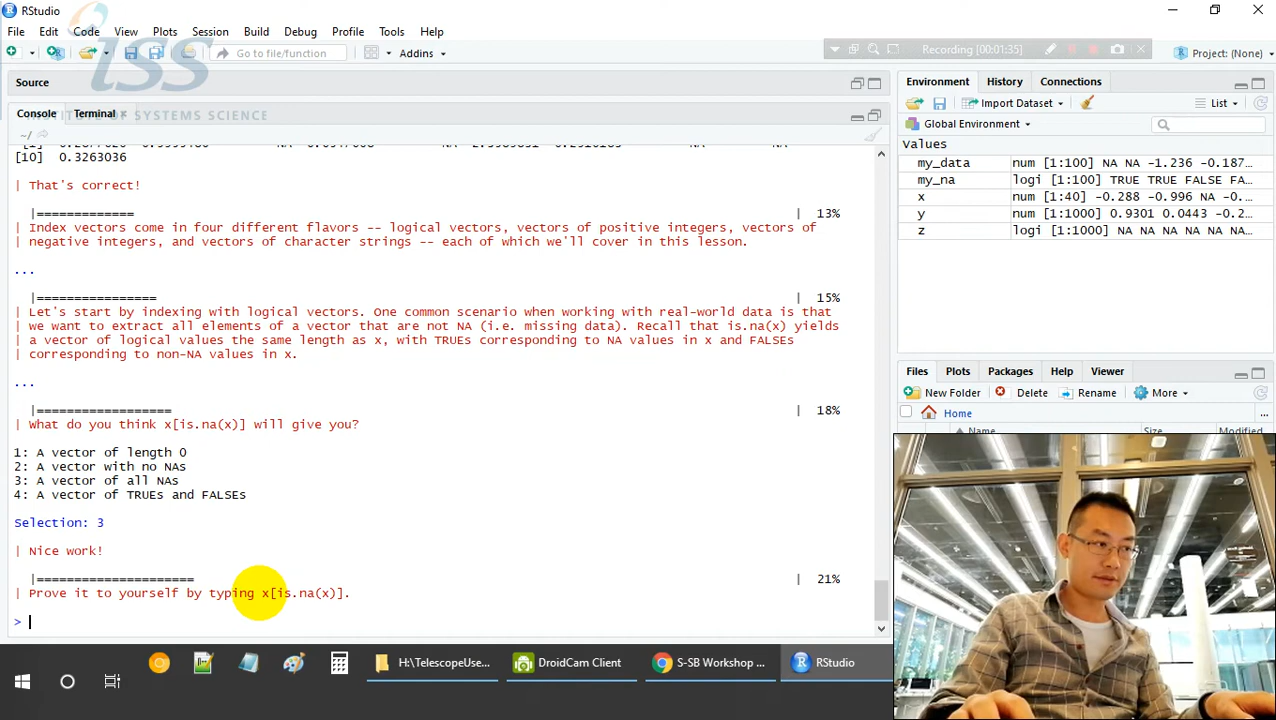 RStudio
File Edit Code View Plots Session Build Debug Profile Tools Help
Go to file/function Addins
Recording [00:01:35]
Project: (None)
iss
INSTITUTE OF SYSTEMS SCIENCE
Source
Console Terminal
~/
[10] 0.3263036
| That's correct!
|============= | 13%
| Index vectors come in four different flavors -- logical vectors, vectors of positive integers, vectors of
| negative integers, and vectors of character strings -- each of which we'll cover in this lesson.
...
|================ | 15%
| Let's start by indexing with logical vectors. One common scenario when working with real-world data is that
| we want to extract all elements of a vector that are not NA (i.e. missing data). Recall that is.na(x) yields
| a vector of logical values the same length as x, with TRUEs corresponding to NA values in x and FALSEs
| corresponding to non-NA values in x.
...
|================== | 18%
| What do you think x[is.na(x)] will give you?
1: A vector of length 0
2: A vector with no NAs
3: A vector of all NAs
4: A vector of TRUEs and FALSEs
Selection: 3
| Nice work!
|===================== | 21%
| Prove it to yourself by typing x[is.na(x)].
>
Environment History Connections
Import Dataset List
Global Environment
Values
my_data num [1:100] NA NA -1.236 -0.187...
my_na logi [1:100] TRUE TRUE FALSE FA...
x num [1:40] -0.288 -0.996 NA -0....
y num [1:1000] 0.9301 0.0443 -0.2...
z logi [1:1000] NA NA NA NA NA NA...
Files Plots Packages Help Viewer
New Folder Delete Rename More
Home ...
Name Size Modified
H:\TelescopeUse... DroidCam Client S-SB Workshop ... RStudio